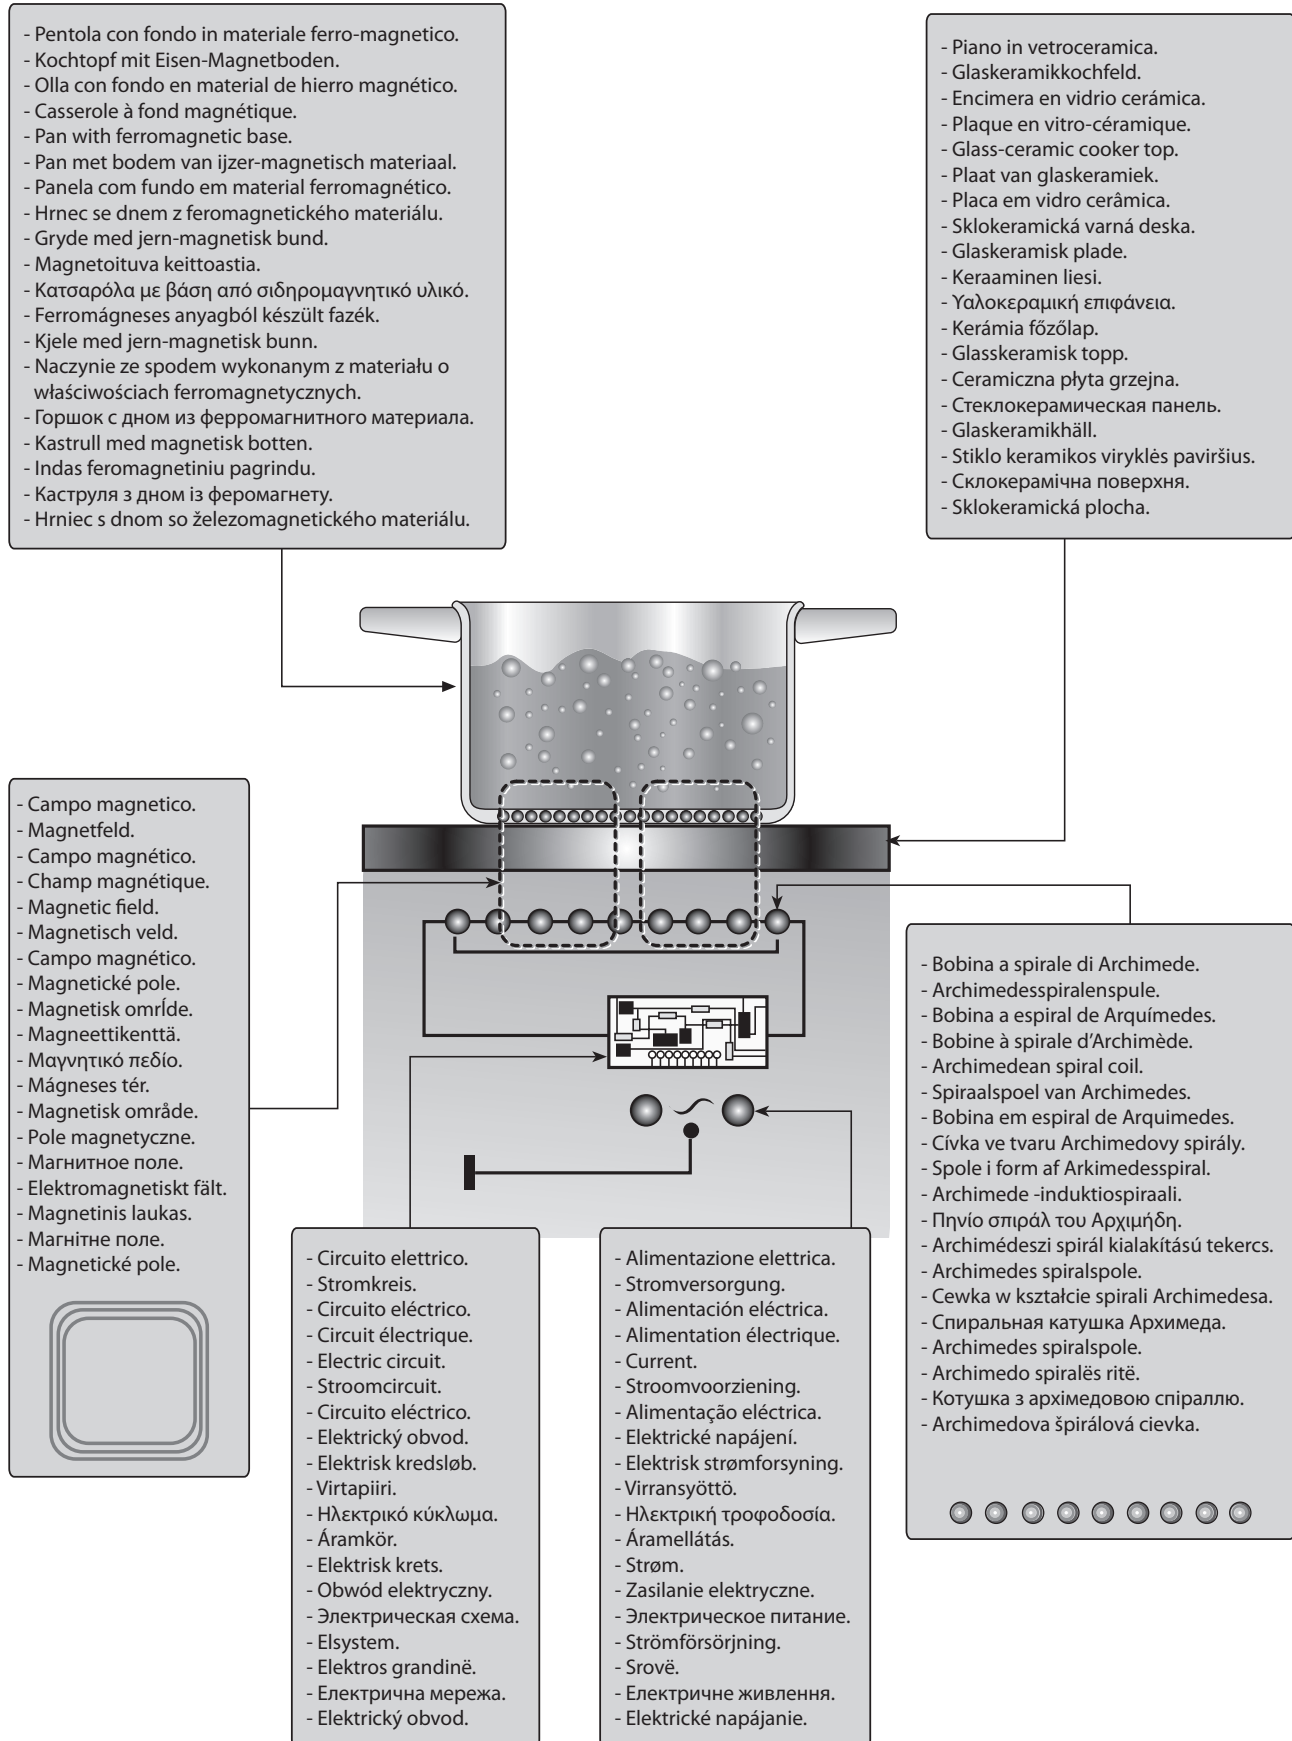 - Pentola con fondo in materiale ferro-magnetico.
- Kochtopf mit Eisen-Magnetboden.
- Olla con fondo en material de hierro magnético.
- Casserole à fond magnétique.
- Pan with ferromagnetic base.
- Pan met bodem van ijzer-magnetisch materiaal.
- Panela com fundo em material ferromagnético.
- Hrnec se dnem z feromagnetického materiálu.
- Gryde med jern-magnetisk bund.
- Magnetoituva keittoastia.
- Κατσαρόλα με βάση από σιδηρομαγνητικό υλικό.
- Ferromágneses anyagból készült fazék.
- Kjele med jern-magnetisk bunn.
- Naczynie ze spodem wykonanym z materiału o
właściwościach ferromagnetycznych.
- Горшок с дном из ферромагнитного материала.
- Kastrull med magnetisk botten.
- Indas feromagnetiniu pagrindu.
- Каструля з дном із феромагнету.
- Hrniec s dnom so železomagnetického materiálu.
- Piano in vetroceramica.
- Glaskeramikkochfeld.
- Encimera en vidrio cerámica.
- Plaque en vitro-céramique.
- Glass-ceramic cooker top.
- Plaat van glaskeramiek.
- Placa em vidro cerâmica.
- Sklokeramická varná deska.
- Glaskeramisk plade.
- Keraaminen liesi.
- Υαλοκεραμική επιφάνεια.
- Kerámia főzőlap.
- Glasskeramisk topp.
- Ceramiczna płyta grzejna.
- Стеклокерамическая панель.
- Glaskeramikhäll.
- Stiklo keramikos viryklės paviršius.
- Склокерамічна поверхня.
- Sklokeramická plocha.
- Campo magnetico.
- Magnetfeld.
- Campo magnético.
- Champ magnétique.
- Magnetic field.
- Magnetisch veld.
- Campo magnético.
- Magnetické pole.
- Magnetisk omrÍde.
- Magneettikenttä.
- Μαγνητικό πεδίο.
- Mágneses tér.
- Magnetisk område.
- Pole magnetyczne.
- Магнитное поле.
- Elektromagnetiskt fält.
- Magnetinis laukas.
- Магнітне поле.
- Magnetické pole.
- Bobina a spirale di Archimede.
- Archimedesspiralenspule.
- Bobina a espiral de Arquímedes.
- Bobine à spirale d'Archimède.
- Archimedean spiral coil.
- Spiraalspoel van Archimedes.
- Bobina em espiral de Arquimedes.
- Cívka ve tvaru Archimedovy spirály.
- Spole i form af Arkimedesspiral.
- Archimede -induktiospiraali.
- Πηνίο σπιράλ του Αρχιμήδη.
- Archimédeszi spirál kialakítású tekercs.
- Archimedes spiralspole.
- Cewka w kształcie spirali Archimedesa.
- Спиральная катушка Архимеда.
- Archimedes spiralspole.
- Archimedo spiralës ritë.
- Котушка з архімедовою спіраллю.
- Archimedova špirálová cievka.
- Circuito elettrico.
- Stromkreis.
- Circuito eléctrico.
- Circuit électrique.
- Electric circuit.
- Stroomcircuit.
- Circuito eléctrico.
- Elektrický obvod.
- Elektrisk kredsløb.
- Virtapiiri.
- Ηλεκτρικό κύκλωμα.
- Áramkör.
- Elektrisk krets.
- Obwód elektryczny.
- Электрическая схема.
- Elsystem.
- Elektros grandinë.
- Електрична мережа.
- Elektrický obvod.
- Alimentazione elettrica.
- Stromversorgung.
- Alimentación eléctrica.
- Alimentation électrique.
- Current.
- Stroomvoorziening.
- Alimentação eléctrica.
- Elektrické napájení.
- Elektrisk strømforsyning.
- Virransyöttö.
- Ηλεκτρική τροφοδοσία.
- Áramellátás.
- Strøm.
- Zasilanie elektryczne.
- Электрическое питание.
- Strömförsörjning.
- Srovë.
- Електричне живлення.
- Elektrické napájanie.